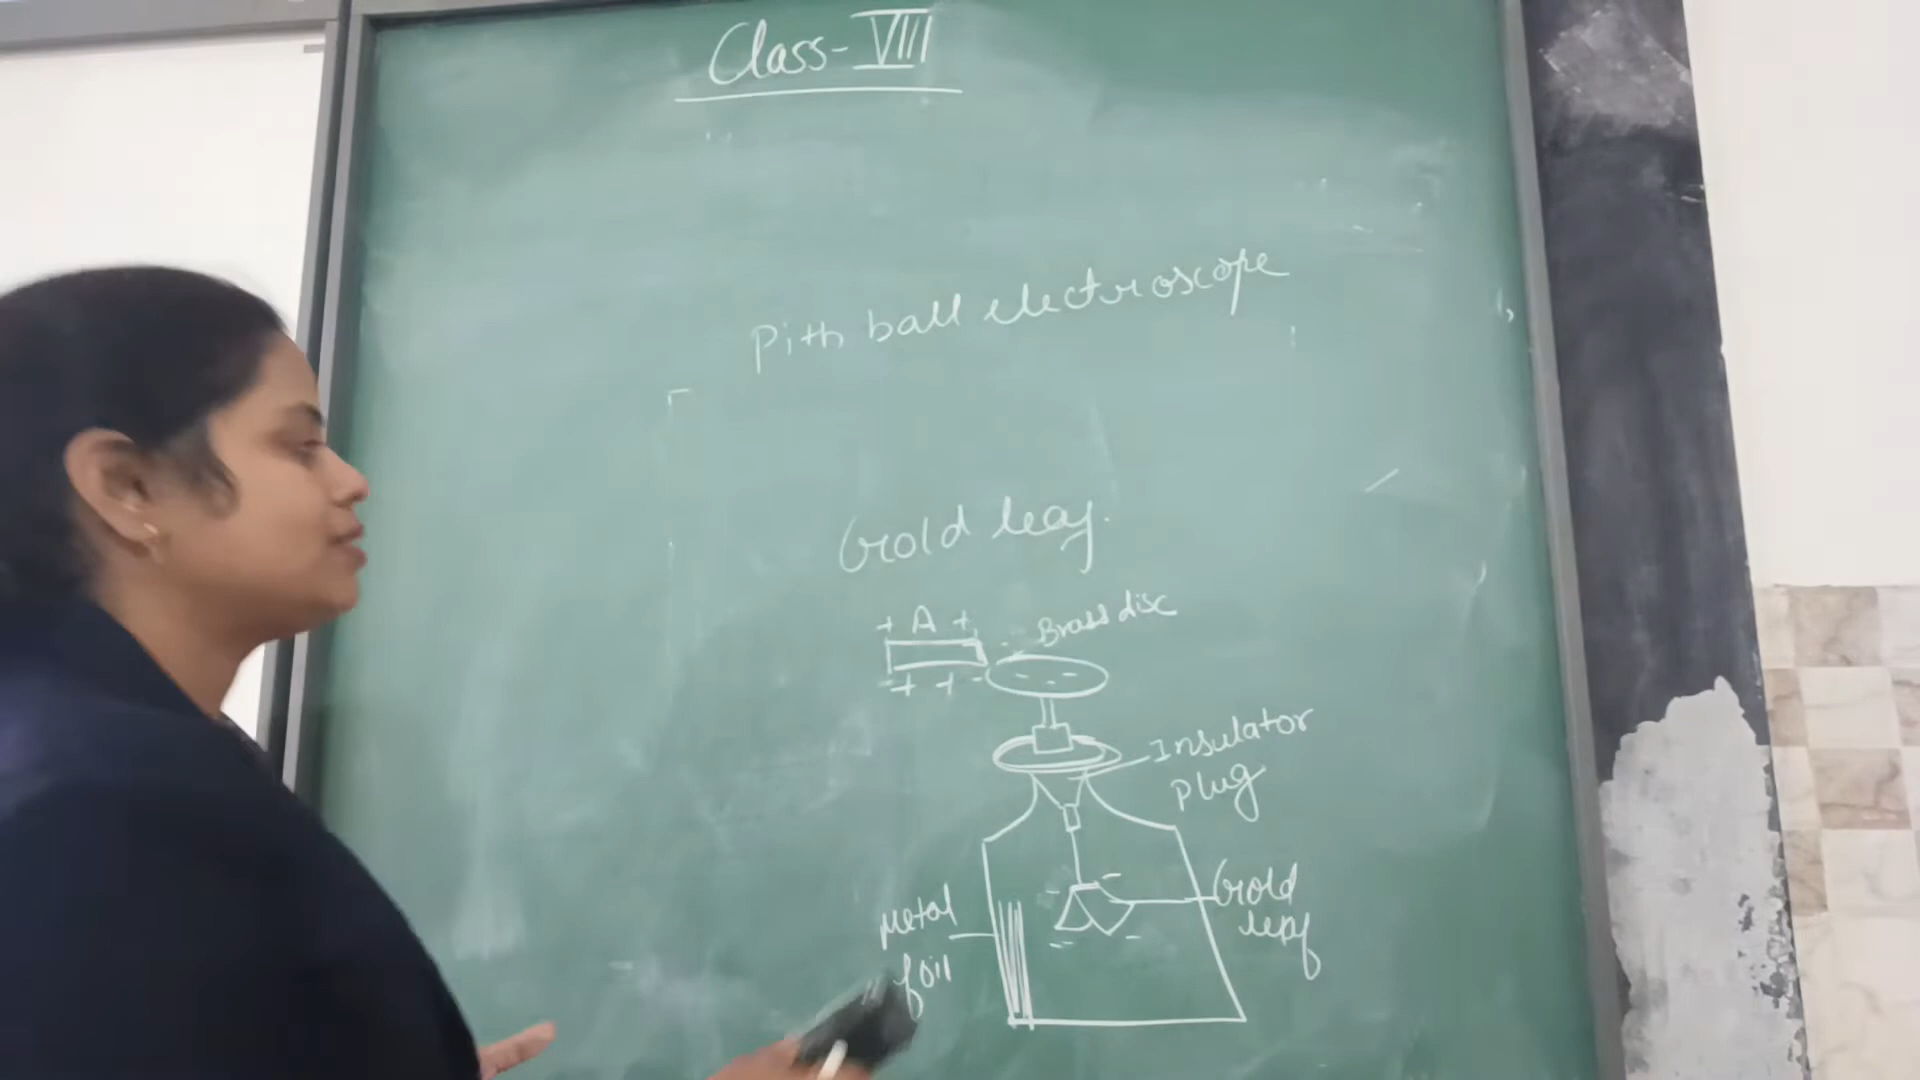 Class-VIII
Pith ball electroscope
Gold leaf.
+ A +
Brass disc
+ + -
- - -
Insulator
plug
Gold
leaf
Metal
foil